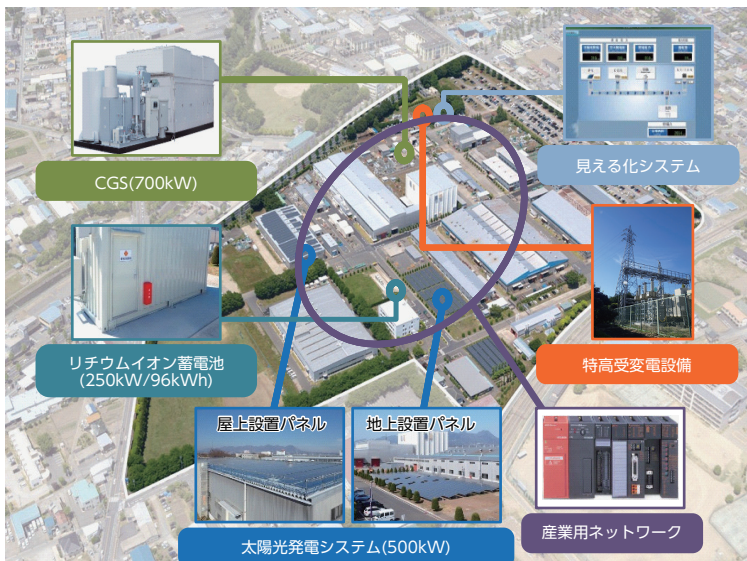 CGS(700kW)
見える化システム
リチウムイオン蓄電池
(250kW/96kWh)
特高受変電設備
屋上設置パネル
地上設置パネル
太陽光発電システム(500kW)
産業用ネットワーク